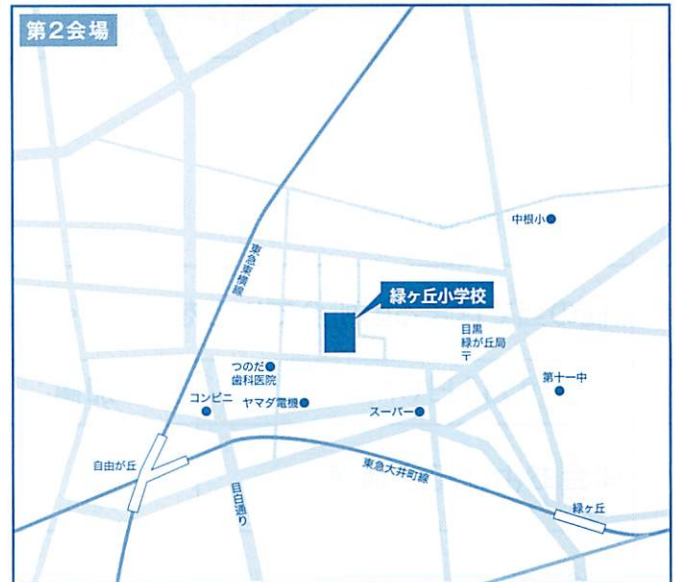 第2会場
中根小
東急東横線
緑ヶ丘小学校
目黒
緑が丘局
〒
つのだ
歯科医院
第十一中
コンビニ
ヤマダ電機
スーパー
自由が丘
東急大井町線
目白通り
緑ヶ丘